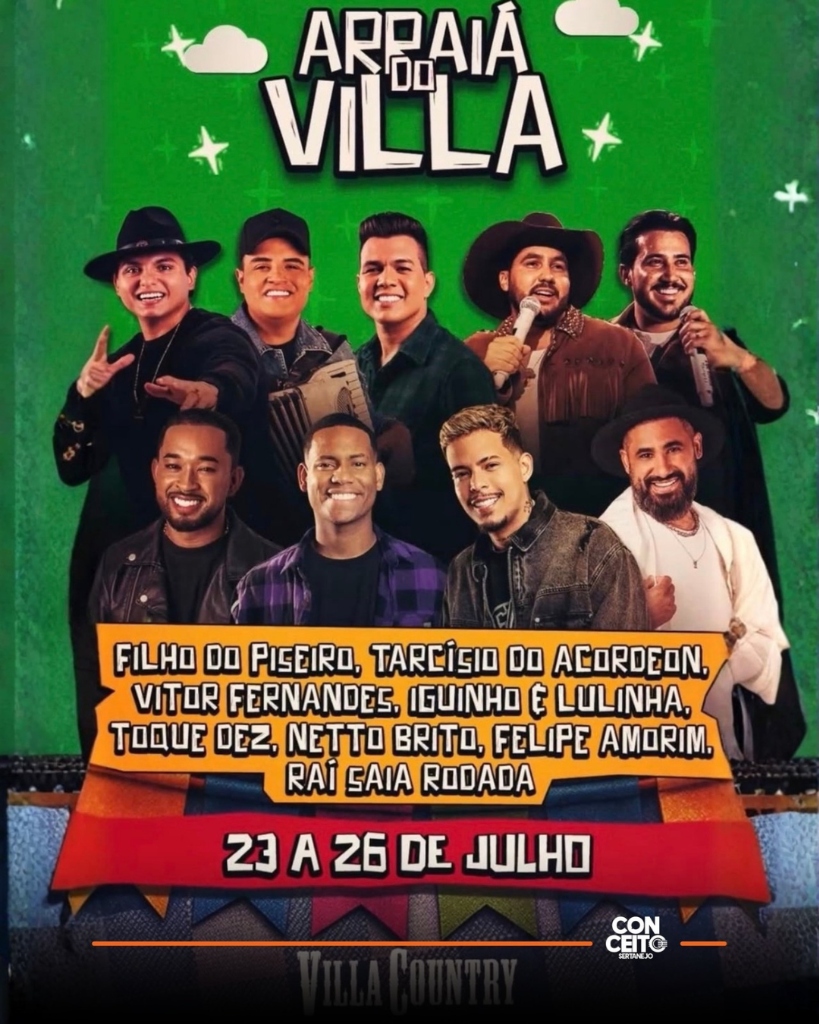 ARRAIÁ
DO
VILLA
FILHO DO PISEIRO, TARCÍSIO DO ACORDEON,
VITOR FERNANDES, IGUINHO & LULINHA,
TOQUE DEZ, NETTO BRITO, FELIPE AMORIM,
RAÍ SAIA RODADA
23 A 26 DE JULHO
CON
CEITO
SERTANEJO
VILLA COUNTRY